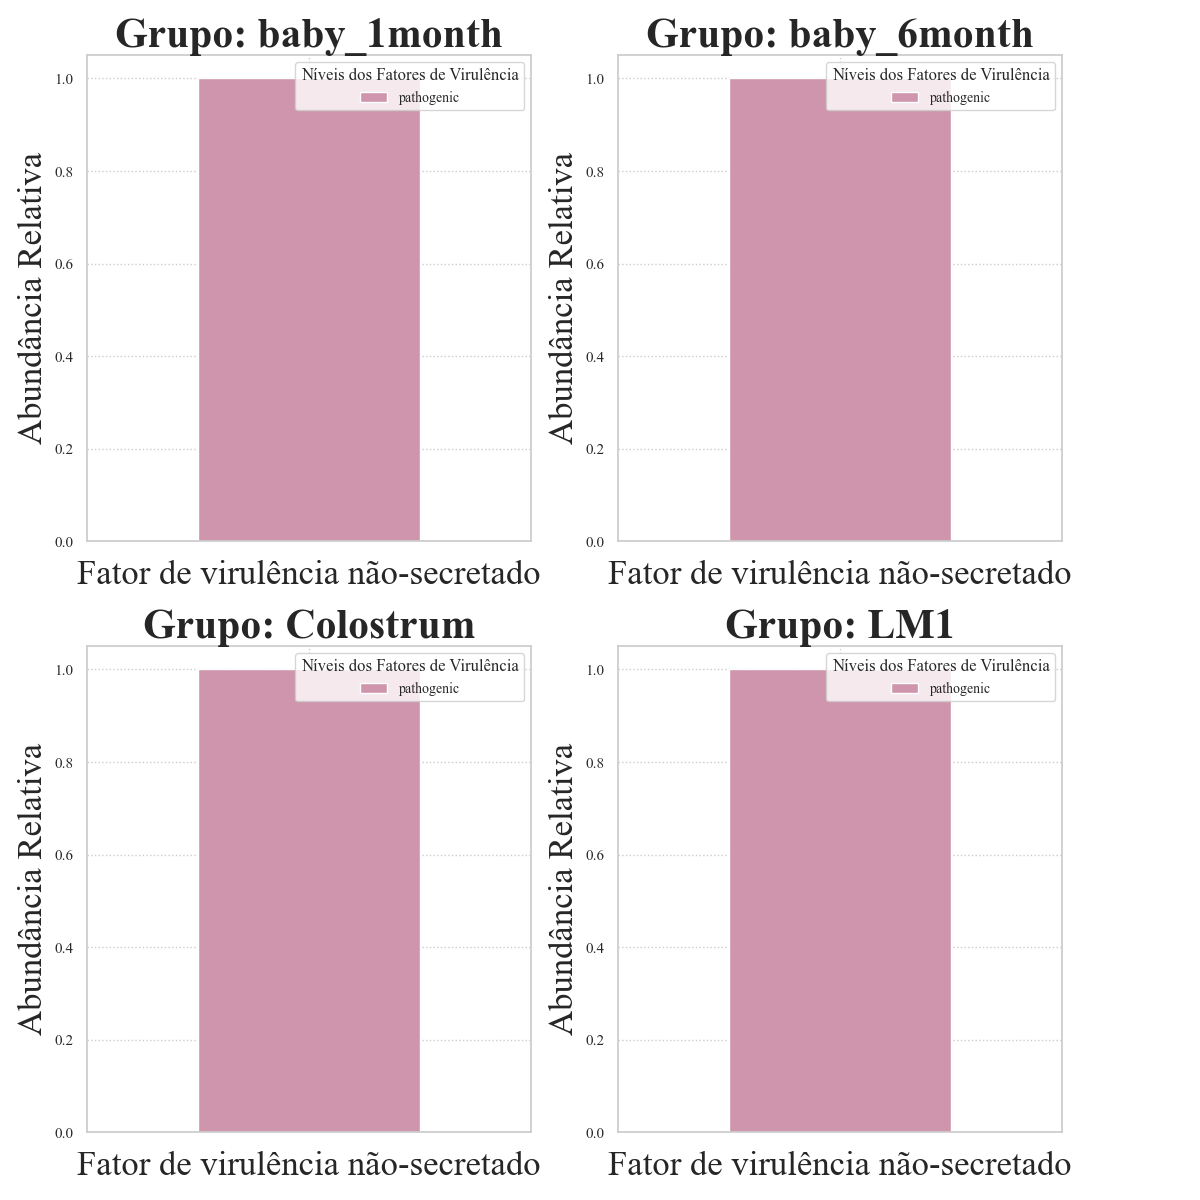 Grupo: baby_1month
Níveis dos Fatores de Virulência
pathogenic
1.0
0.8
0.6
0.4
0.2
0.0
Abundância Relativa
Fator de virulência não-secretado
Grupo: baby_6month
Níveis dos Fatores de Virulência
pathogenic
1.0
0.8
0.6
0.4
0.2
0.0
Abundância Relativa
Fator de virulência não-secretado
Grupo: Colostrum
Níveis dos Fatores de Virulência
pathogenic
1.0
0.8
0.6
0.4
0.2
0.0
Abundância Relativa
Fator de virulência não-secretado
Grupo: LM1
Níveis dos Fatores de Virulência
pathogenic
1.0
0.8
0.6
0.4
0.2
0.0
Abundância Relativa
Fator de virulência não-secretado